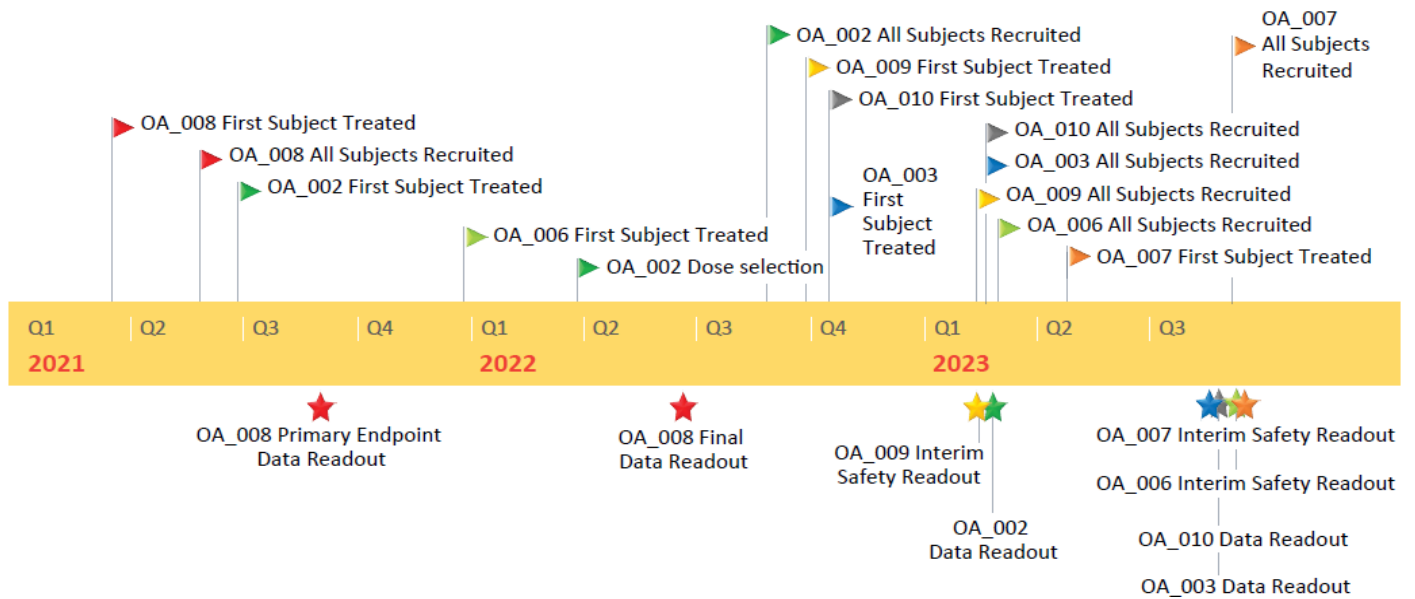 OA_007
All Subjects
Recruited
OA_002 All Subjects Recruited
OA_009 First Subject Treated
OA_010 First Subject Treated
OA_008 First Subject Treated
OA_010 All Subjects Recruited
OA_008 All Subjects Recruited
OA_003 All Subjects Recruited
OA_002 First Subject Treated
OA_003
First
Subject
Treated
OA_009 All Subjects Recruited
OA_006 All Subjects Recruited
OA_006 First Subject Treated
OA_007 First Subject Treated
OA_002 Dose selection
Q1 Q2 Q3 Q4 Q1 Q2 Q3 Q4 Q1 Q2 Q3
2021 2022 2023
OA_008 Primary Endpoint
Data Readout
OA_008 Final
Data Readout
OA_009 Interim
Safety Readout
OA_002
Data Readout
OA_007 Interim Safety Readout
OA_006 Interim Safety Readout
OA_010 Data Readout
OA_003 Data Readout